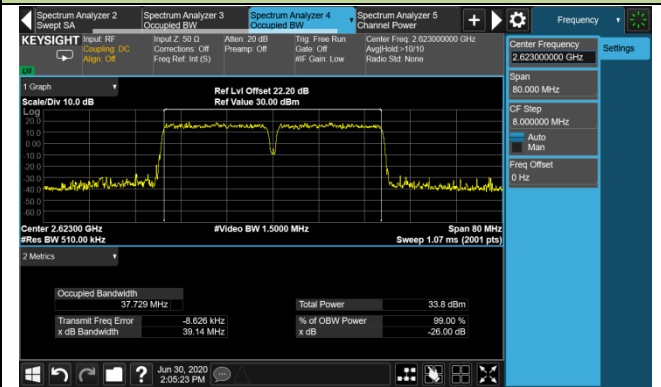 Spectrum Analyzer 2
Swept SA
Spectrum Analyzer 3
Occupied BW
Spectrum Analyzer 4
Occupied BW
Spectrum Analyzer 5
Channel Power
Frequency
KEYSIGHT
Input: RF
Coupling: DC
Align: Off
Input Z: 50 Ω
Corrections: Off
Freq Ref: Int (S)
Atten: 20 dB
Preamp: Off
Trig: Free Run
Gate: Off
#IF Gain: Low
Center Freq: 2.623000000 GHz
Avg|Hold:>10/10
Radio Std: None
Center Frequency
2.623000000 GHz
Settings
Span
80.000 MHz
CF Step
8.000000 MHz
Auto
Man
Freq Offset
0 Hz
1 Graph
Scale/Div 10.0 dB
Ref Lvl Offset 22.20 dB
Ref Value 30.00 dBm
Log
20.0
10.0
0.00
-10.0
-20.0
-30.0
-40.0
-50.0
-60.0
Center 2.62300 GHz
#Res BW 510.00 kHz
#Video BW 1.5000 MHz
Span 80 MHz
Sweep 1.07 ms (2001 pts)
2 Metrics
Occupied Bandwidth
37.729 MHz
Total Power
33.8 dBm
Transmit Freq Error
-8.626 kHz
% of OBW Power
99.00 %
x dB Bandwidth
39.14 MHz
x dB
-26.00 dB
?
Jun 30, 2020
2:05:23 PM